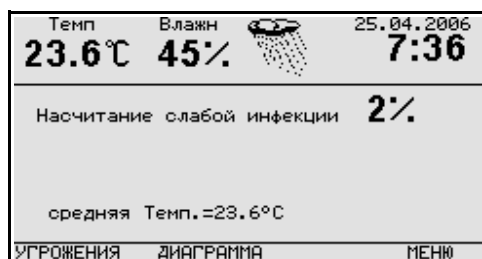 Темп Влажн 25.04.2006
23.6℃ 45% 7:36
Насчитание слабой инфекции 2%
средняя Темп.=23.6°C
УГРОЖЕНИЯ ДИАГРАММА МЕНЮ